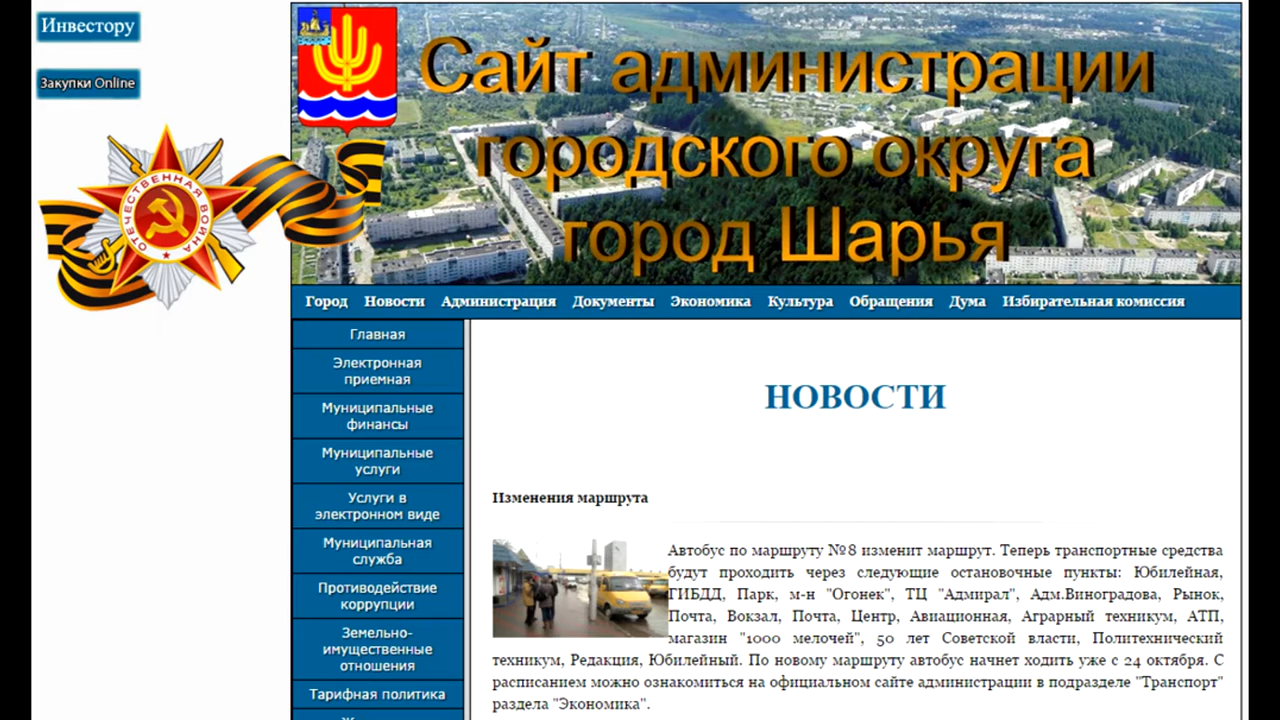 Инвестору
Закупки Online
ОТЕЧЕСТВЕННАЯ ВОЙНА
Сайт администрации
городского округа
город Шарья
Город Новости Администрация Документы Экономика Культура Обращения Дума Избирательная комиссия
Главная
Электронная
приемная
Муниципальные
финансы
Муниципальные
услуги
Услуги в
электронном виде
Муниципальная
служба
Противодействие
коррупции
Земельно-
имущественные
отношения
Тарифная политика
НОВОСТИ
Изменения маршрута
Автобус по маршруту №8 изменит маршрут. Теперь транспортные средства
будут проходить через следующие остановочные пункты: Юбилейная,
ГИБДД, Парк, м-н "Огонек", ТЦ "Адмирал", Адм.Виноградова, Рынок,
Почта, Вокзал, Почта, Центр, Авиационная, Аграрный техникум, АТП,
магазин "1000 мелочей", 50 лет Советской власти, Политехнический
техникум, Редакция, Юбилейный. По новому маршруту автобус начнет ходить уже с 24 октября. С
расписанием можно ознакомиться на официальном сайте администрации в подразделе "Транспорт"
раздела "Экономика".